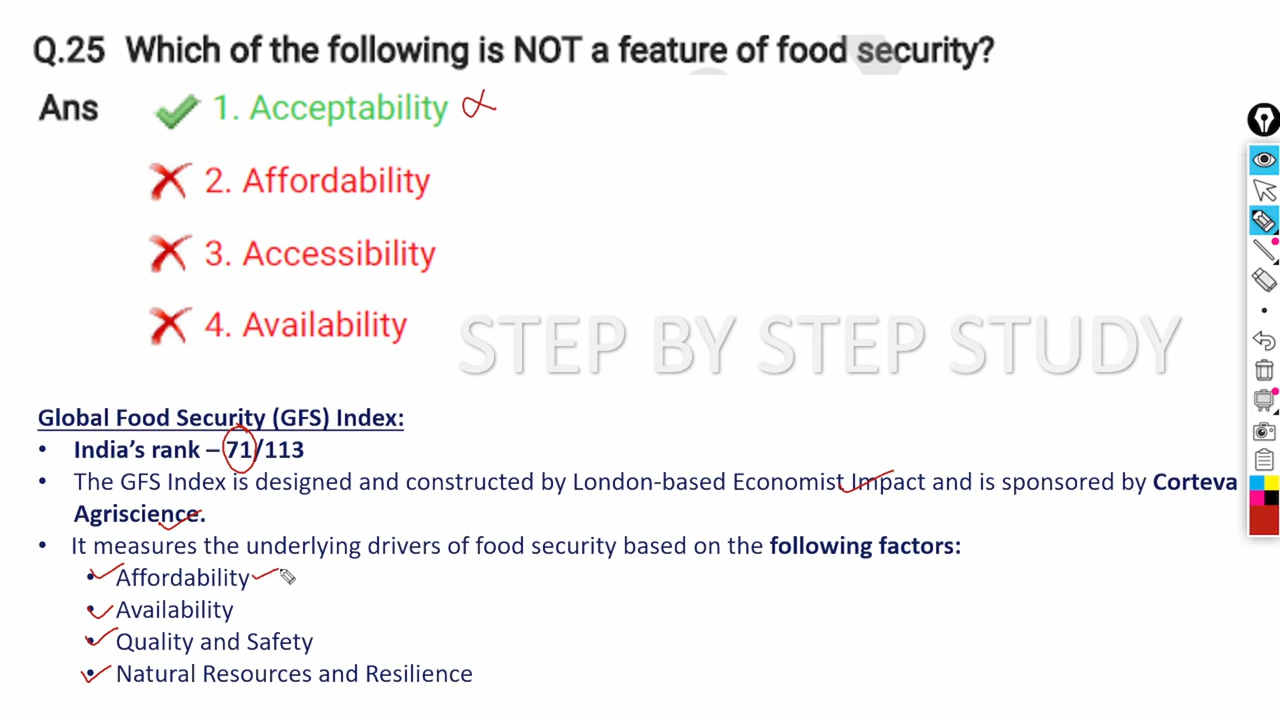 Q.25 Which of the following is NOT a feature of food security?
Ans 1. Acceptability
2. Affordability
3. Accessibility
4. Availability
STEP BY STEP STUDY
Global Food Security (GFS) Index:
• India's rank – 71/113
• The GFS Index is designed and constructed by London-based Economist Impact and is sponsored by Corteva
Agriscience.
• It measures the underlying drivers of food security based on the following factors:
• Affordability
• Availability
• Quality and Safety
• Natural Resources and Resilience